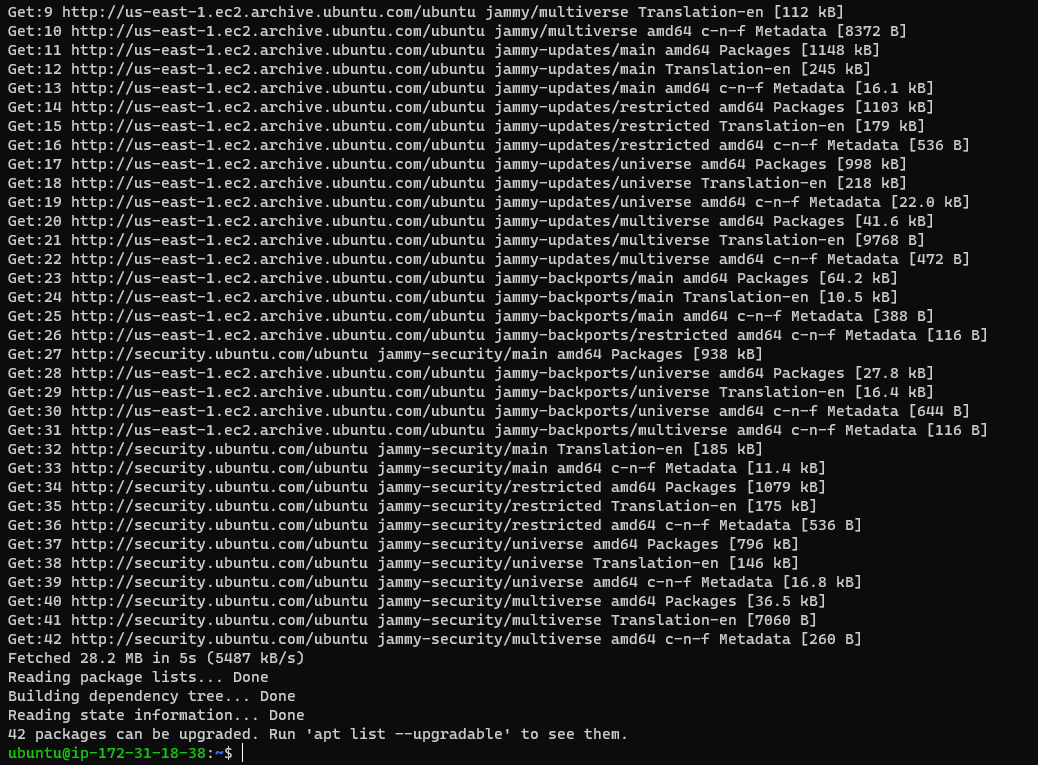 Get:9 http://us-east-1.ec2.archive.ubuntu.com/ubuntu jammy/multiverse Translation-en [112 kB]
Get:10 http://us-east-1.ec2.archive.ubuntu.com/ubuntu jammy/multiverse amd64 c-n-f Metadata [8372 B]
Get:11 http://us-east-1.ec2.archive.ubuntu.com/ubuntu jammy-updates/main amd64 Packages [1148 kB]
Get:12 http://us-east-1.ec2.archive.ubuntu.com/ubuntu jammy-updates/main Translation-en [245 kB]
Get:13 http://us-east-1.ec2.archive.ubuntu.com/ubuntu jammy-updates/main amd64 c-n-f Metadata [16.1 kB]
Get:14 http://us-east-1.ec2.archive.ubuntu.com/ubuntu jammy-updates/restricted amd64 Packages [1103 kB]
Get:15 http://us-east-1.ec2.archive.ubuntu.com/ubuntu jammy-updates/restricted Translation-en [179 kB]
Get:16 http://us-east-1.ec2.archive.ubuntu.com/ubuntu jammy-updates/restricted amd64 c-n-f Metadata [536 B]
Get:17 http://us-east-1.ec2.archive.ubuntu.com/ubuntu jammy-updates/universe amd64 Packages [998 kB]
Get:18 http://us-east-1.ec2.archive.ubuntu.com/ubuntu jammy-updates/universe Translation-en [218 kB]
Get:19 http://us-east-1.ec2.archive.ubuntu.com/ubuntu jammy-updates/universe amd64 c-n-f Metadata [22.0 kB]
Get:20 http://us-east-1.ec2.archive.ubuntu.com/ubuntu jammy-updates/multiverse amd64 Packages [41.6 kB]
Get:21 http://us-east-1.ec2.archive.ubuntu.com/ubuntu jammy-updates/multiverse Translation-en [9768 B]
Get:22 http://us-east-1.ec2.archive.ubuntu.com/ubuntu jammy-updates/multiverse amd64 c-n-f Metadata [472 B]
Get:23 http://us-east-1.ec2.archive.ubuntu.com/ubuntu jammy-backports/main amd64 Packages [64.2 kB]
Get:24 http://us-east-1.ec2.archive.ubuntu.com/ubuntu jammy-backports/main Translation-en [10.5 kB]
Get:25 http://us-east-1.ec2.archive.ubuntu.com/ubuntu jammy-backports/main amd64 c-n-f Metadata [388 B]
Get:26 http://us-east-1.ec2.archive.ubuntu.com/ubuntu jammy-backports/restricted amd64 c-n-f Metadata [116 B]
Get:27 http://security.ubuntu.com/ubuntu jammy-security/main amd64 Packages [938 kB]
Get:28 http://us-east-1.ec2.archive.ubuntu.com/ubuntu jammy-backports/universe amd64 Packages [27.8 kB]
Get:29 http://us-east-1.ec2.archive.ubuntu.com/ubuntu jammy-backports/universe Translation-en [16.4 kB]
Get:30 http://us-east-1.ec2.archive.ubuntu.com/ubuntu jammy-backports/universe amd64 c-n-f Metadata [644 B]
Get:31 http://us-east-1.ec2.archive.ubuntu.com/ubuntu jammy-backports/multiverse amd64 c-n-f Metadata [116 B]
Get:32 http://security.ubuntu.com/ubuntu jammy-security/main Translation-en [185 kB]
Get:33 http://security.ubuntu.com/ubuntu jammy-security/main amd64 c-n-f Metadata [11.4 kB]
Get:34 http://security.ubuntu.com/ubuntu jammy-security/restricted amd64 Packages [1079 kB]
Get:35 http://security.ubuntu.com/ubuntu jammy-security/restricted Translation-en [175 kB]
Get:36 http://security.ubuntu.com/ubuntu jammy-security/restricted amd64 c-n-f Metadata [536 B]
Get:37 http://security.ubuntu.com/ubuntu jammy-security/universe amd64 Packages [796 kB]
Get:38 http://security.ubuntu.com/ubuntu jammy-security/universe Translation-en [146 kB]
Get:39 http://security.ubuntu.com/ubuntu jammy-security/universe amd64 c-n-f Metadata [16.8 kB]
Get:40 http://security.ubuntu.com/ubuntu jammy-security/multiverse amd64 Packages [36.5 kB]
Get:41 http://security.ubuntu.com/ubuntu jammy-security/multiverse Translation-en [7060 B]
Get:42 http://security.ubuntu.com/ubuntu jammy-security/multiverse amd64 c-n-f Metadata [260 B]
Fetched 28.2 MB in 5s (5487 kB/s)
Reading package lists... Done
Building dependency tree... Done
Reading state information... Done
42 packages can be upgraded. Run 'apt list --upgradable' to see them.
ubuntu@ip-172-31-18-38:~$